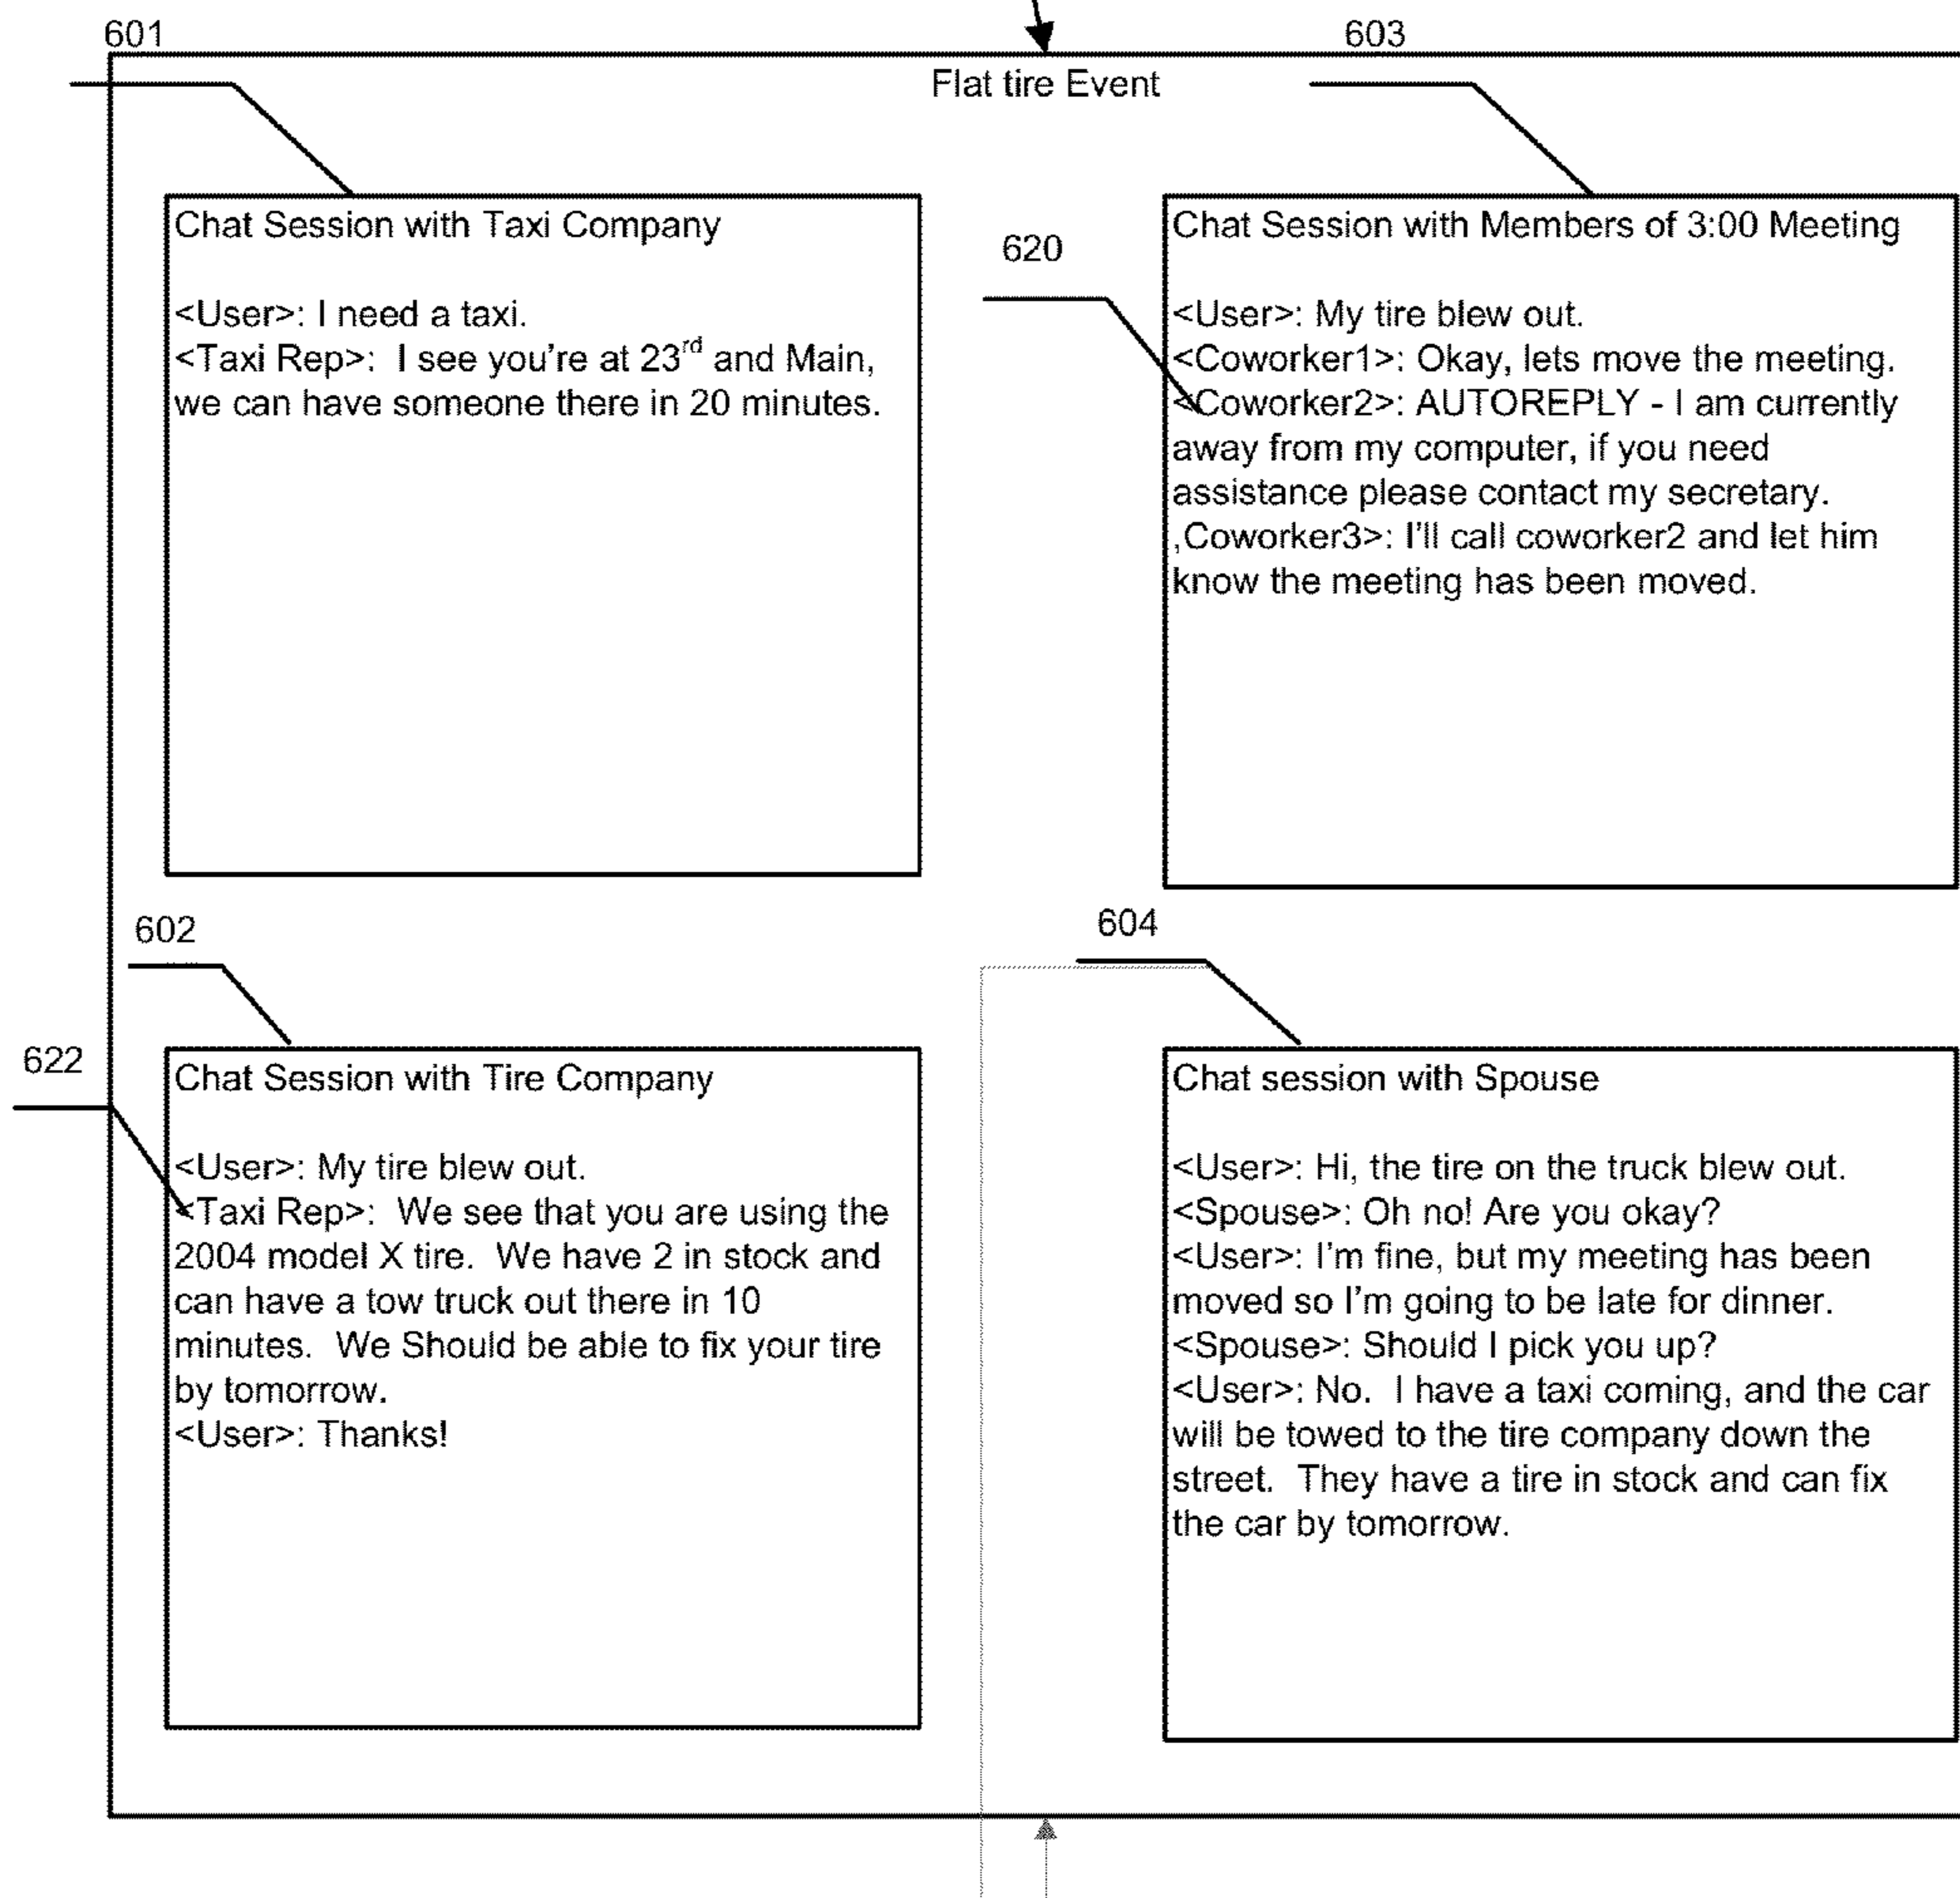 601
603
Flat tire Event
Chat Session with Taxi Company
<User>: I need a taxi.
<Taxi Rep>:  I see you're at 23rd and Main,
we can have someone there in 20 minutes.
620
Chat Session with Members of 3:00 Meeting
<User>: My tire blew out.
<Coworker1>: Okay, lets move the meeting.
<Coworker2>: AUTOREPLY - I am currently
away from my computer, if you need
assistance please contact my secretary.
,Coworker3>: I'll call coworker2 and let him
know the meeting has been moved.
602
604
622
Chat Session with Tire Company
<User>: My tire blew out.
<Taxi Rep>:  We see that you are using the
2004 model X tire.  We have 2 in stock and
can have a tow truck out there in 10
minutes.  We Should be able to fix your tire
by tomorrow.
<User>: Thanks!
Chat session with Spouse
<User>: Hi, the tire on the truck blew out.
<Spouse>: Oh no! Are you okay?
<User>: I'm fine, but my meeting has been
moved so I'm going to be late for dinner.
<Spouse>: Should I pick you up?
<User>: No.  I have a taxi coming, and the car
will be towed to the tire company down the
street.  They have a tire in stock and can fix
the car by tomorrow.